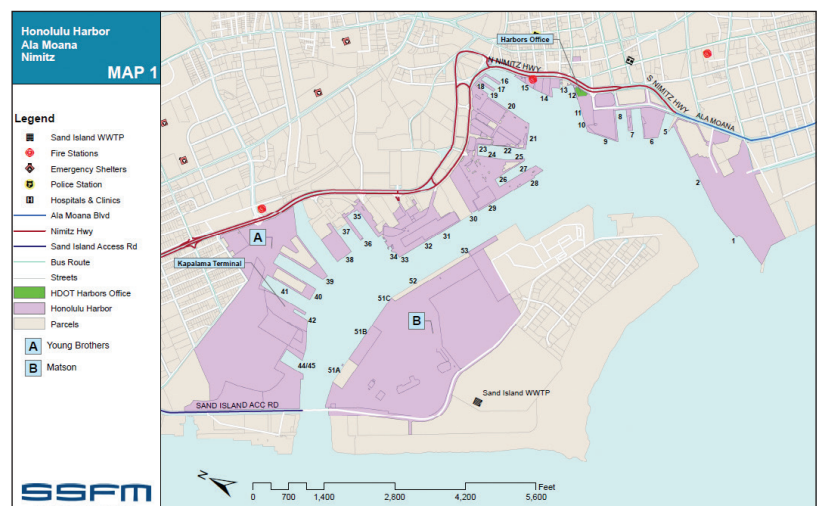 Honolulu Harbor
Ala Moana
Nimitz
MAP 1
Legend
Sand Island WWTP
Fire Stations
Emergency Shelters
Police Station
Hospitals & Clinics
Ala Moana Blvd
Nimitz Hwy
Sand Island Access Rd
Bus Route
Streets
HDOT Harbors Office
Honolulu Harbor
Parcels
A Young Brothers
B Matson
SSFM
Harbors Office
N NIMITZ HWY
S NIMITZ HWY
ALA MOANA
16
15
14
13
12
18
17
19
20
11
10
9
8
7
6
5
2
1
21
23
22
24
25
27
26
28
29
30
31
32
33
34
35
36
37
38
39
A
Kapalama Terminal
40
41
42
44/45
53
52
51C
51B
51A
B
Sand Island WWTP
SAND ISLAND ACC RD
N
Feet
0 700 1,400 2,800 4,200 5,600